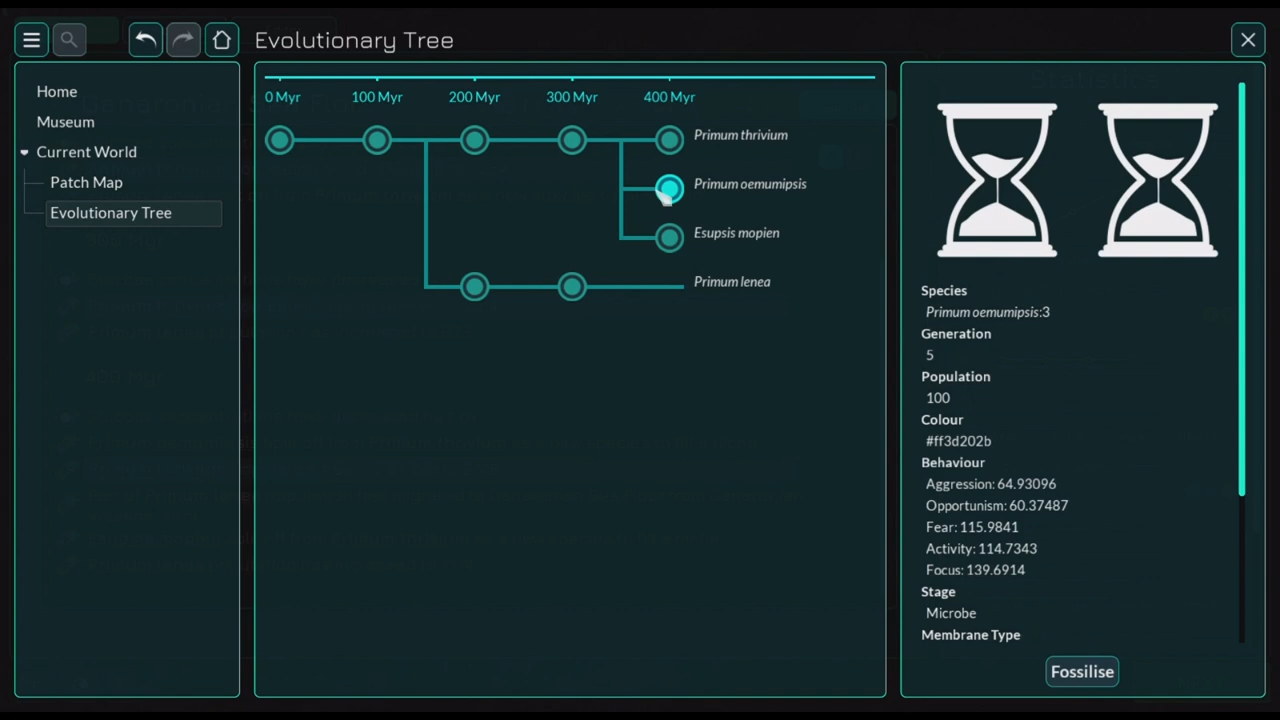 Evolutionary Tree
Home
Museum
Current World
Patch Map
Evolutionary Tree
0 Myr 100 Myr 200 Myr 300 Myr 400 Myr
Primum thrivium
Primum oemumipsis
Esupsis mopien
Primum lenea
Species
Primum oemumipsis:3
Generation
5
Population
100
Colour
#ff3d202b
Behaviour
Aggression: 64.93096
Opportunism: 60.37487
Fear: 115.9841
Activity: 114.7343
Focus: 139.6914
Stage
Microbe
Membrane Type
Fossilise